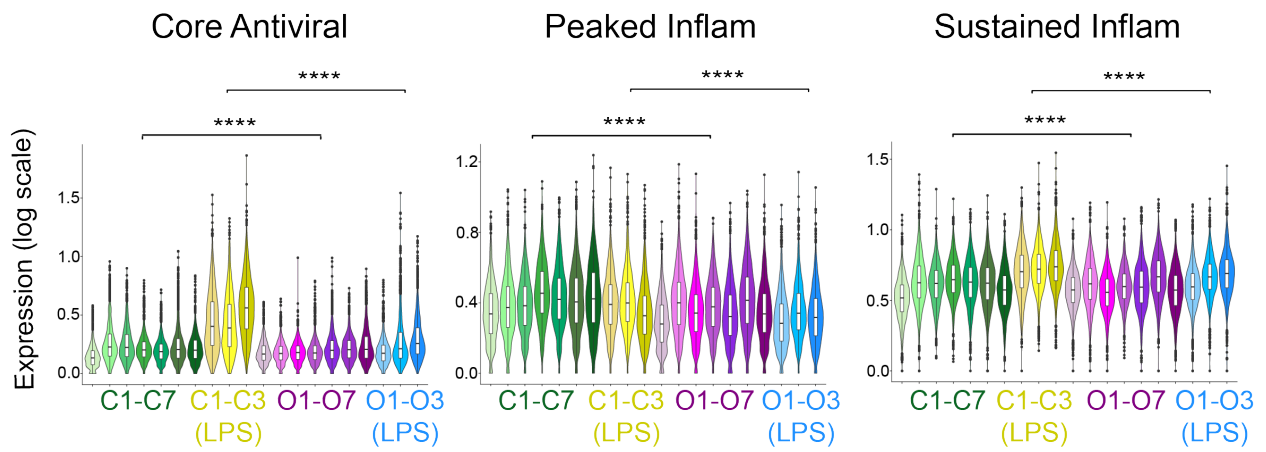 Core Antiviral
Peaked Inflam
Sustained Inflam
Expression (log scale)
****
****
1.5
1.0
0.5
0.0
C1-C7
C1-C3
(LPS)
O1-O7
O1-O3
(LPS)
****
****
1.2
0.8
0.4
0.0
C1-C7
C1-C3
(LPS)
O1-O7
O1-O3
(LPS)
****
****
1.5
1.0
0.5
0.0
C1-C7
C1-C3
(LPS)
O1-O7
O1-O3
(LPS)